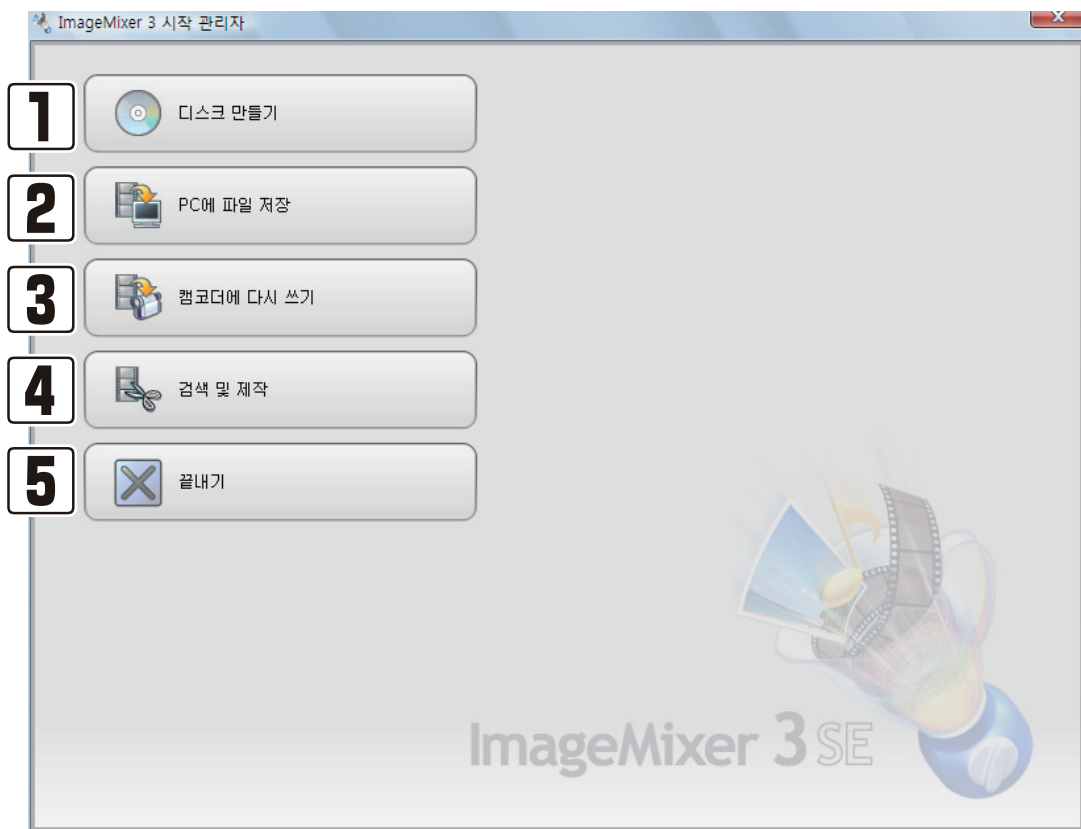 ImageMixer 3 시작 관리자
1
디스크 만들기
2
PC에 파일 저장
3
캠코더에 다시 쓰기
4
검색 및 제작
5
끝내기
ImageMixer 3 SE